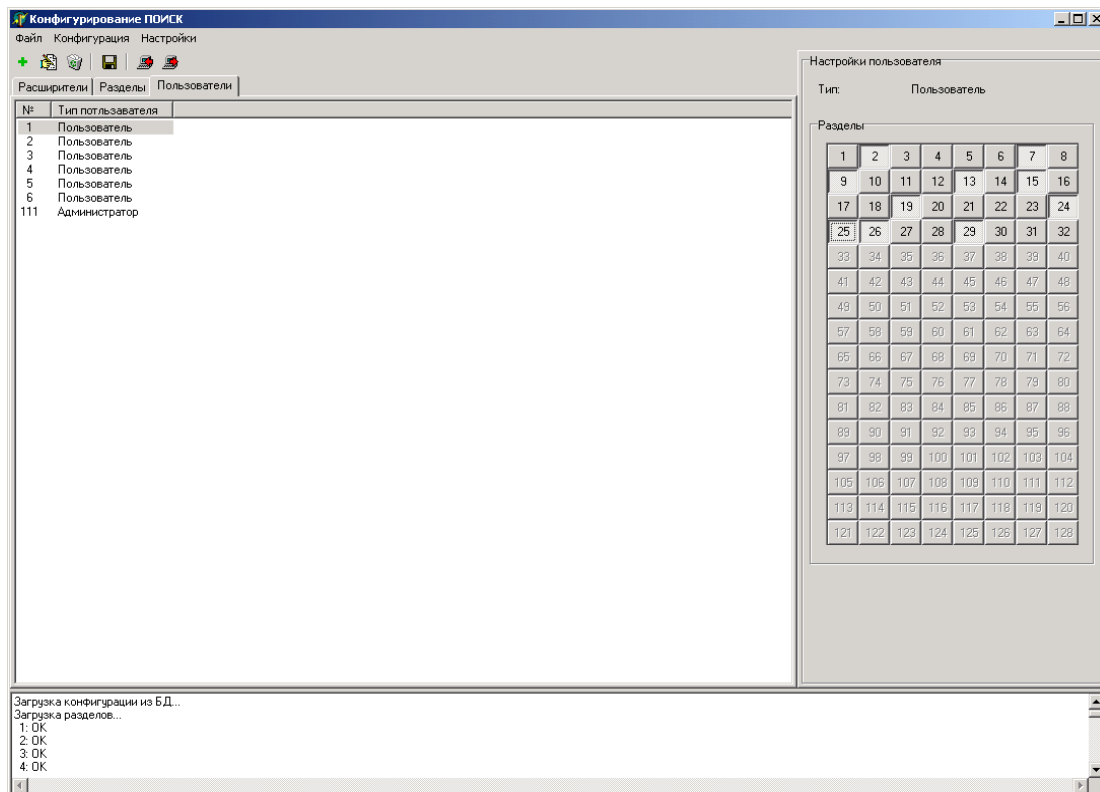 Конфигурирование ПОИСК
Файл Конфигурация Настройки
Расширители Разделы Пользователи
№ Тип потльзавателя
1 Пользователь
2 Пользователь
3 Пользователь
4 Пользователь
5 Пользователь
6 Пользователь
111 Администратор
Настройки пользователя
Тип: Пользователь
Разделы
1 2 3 4 5 6 7 8
9 10 11 12 13 14 15 16
17 18 19 20 21 22 23 24
25 26 27 28 29 30 31 32
33 34 35 36 37 38 39 40
41 42 43 44 45 46 47 48
49 50 51 52 53 54 55 56
57 58 59 60 61 62 63 64
65 66 67 68 69 70 71 72
73 74 75 76 77 78 79 80
81 82 83 84 85 86 87 88
89 90 91 92 93 94 95 96
97 98 99 100 101 102 103 104
105 106 107 108 109 110 111 112
113 114 115 116 117 118 119 120
121 122 123 124 125 126 127 128
Загрузка конфигурации из БД...
Загрузка разделов...
1: OK
2: OK
3: OK
4: OK